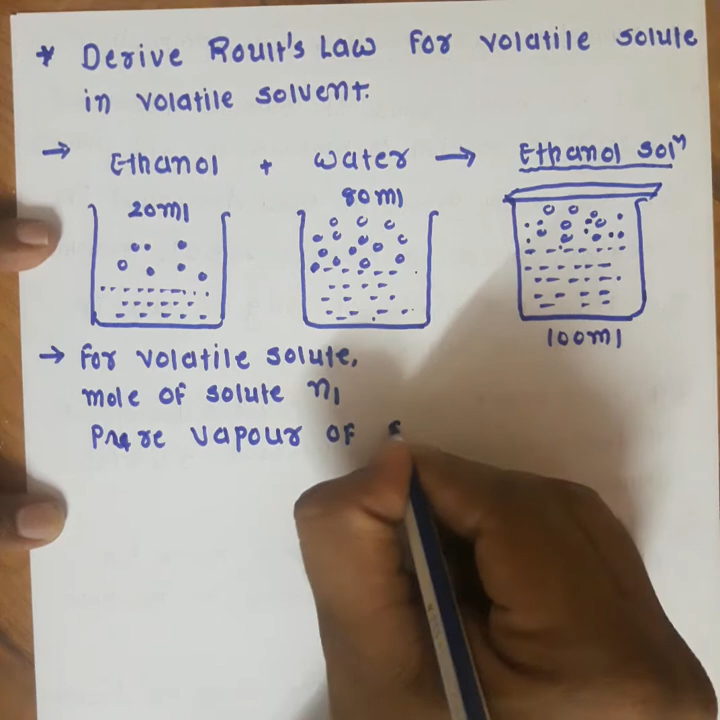 * Derive Roult's Law for volatile solute
in volatile solvent.
→ Ethanol + Water → Ethanol solⁿ
20ml 80ml
100ml
→ for volatile solute,
mole of solute n₁
vapour of s